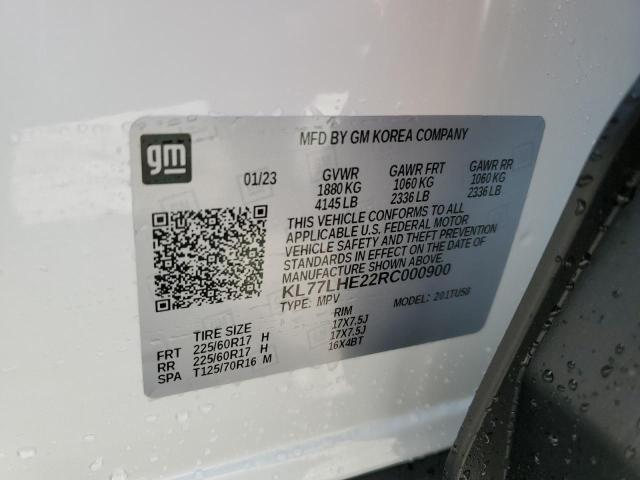 MFD BY GM KOREA COMPANY
gm
01/23 GVWR GAWR FRT GAWR RR
1880 KG 1060 KG 1060 KG
4145 LB 2336 LB 2336 LB
THIS VEHICLE CONFORMS TO ALL
APPLICABLE U.S. FEDERAL MOTOR
VEHICLE SAFETY AND THEFT PREVENTION
STANDARDS IN EFFECT ON THE DATE OF
MANUFACTURE SHOWN ABOVE.
KL77LHE22RC000900
TYPE: MPV MODEL: 201TU58
TIRE SIZE RIM
FRT 225/60R17 H 17X7.5J
RR 225/60R17 H 17X7.5J
SPA T125/70R16 M 16X4BT